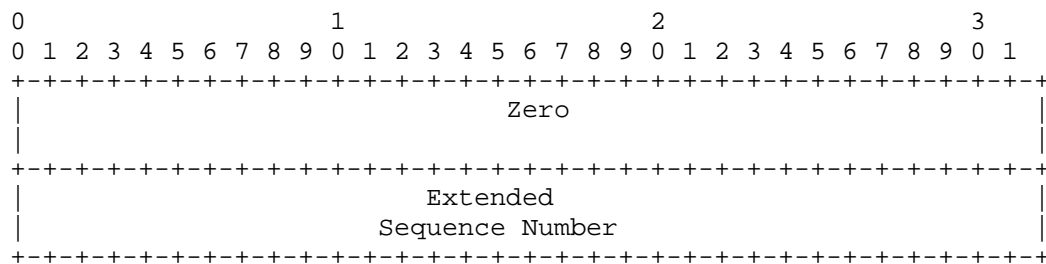 0                   1                   2                   3
0 1 2 3 4 5 6 7 8 9 0 1 2 3 4 5 6 7 8 9 0 1 2 3 4 5 6 7 8 9 0 1
+-+-+-+-+-+-+-+-+-+-+-+-+-+-+-+-+-+-+-+-+-+-+-+-+-+-+-+-+-+-+-+-+
|                              Zero                             |
|                                                               |
+-+-+-+-+-+-+-+-+-+-+-+-+-+-+-+-+-+-+-+-+-+-+-+-+-+-+-+-+-+-+-+-+
|                         Extended                              |
|                      Sequence Number                          |
+-+-+-+-+-+-+-+-+-+-+-+-+-+-+-+-+-+-+-+-+-+-+-+-+-+-+-+-+-+-+-+-+